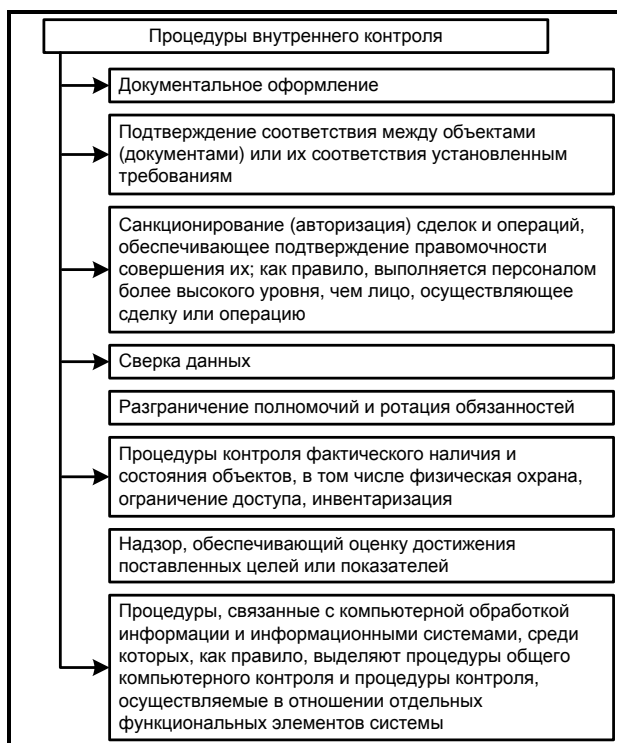 Процедуры внутреннего контроля
Документальное оформление
Подтверждение соответствия между объектами
(документами) или их соответствия установленным
требованиям
Санкционирование (авторизация) сделок и операций,
обеспечивающее подтверждение правомочности
совершения их; как правило, выполняется персоналом
более высокого уровня, чем лицо, осуществляющее
сделку или операцию
Сверка данных
Разграничение полномочий и ротация обязанностей
Процедуры контроля фактического наличия и
состояния объектов, в том числе физическая охрана,
ограничение доступа, инвентаризация
Надзор, обеспечивающий оценку достижения
поставленных целей или показателей
Процедуры, связанные с компьютерной обработкой
информации и информационными системами, среди
которых, как правило, выделяют процедуры общего
компьютерного контроля и процедуры контроля,
осуществляемые в отношении отдельных
функциональных элементов системы